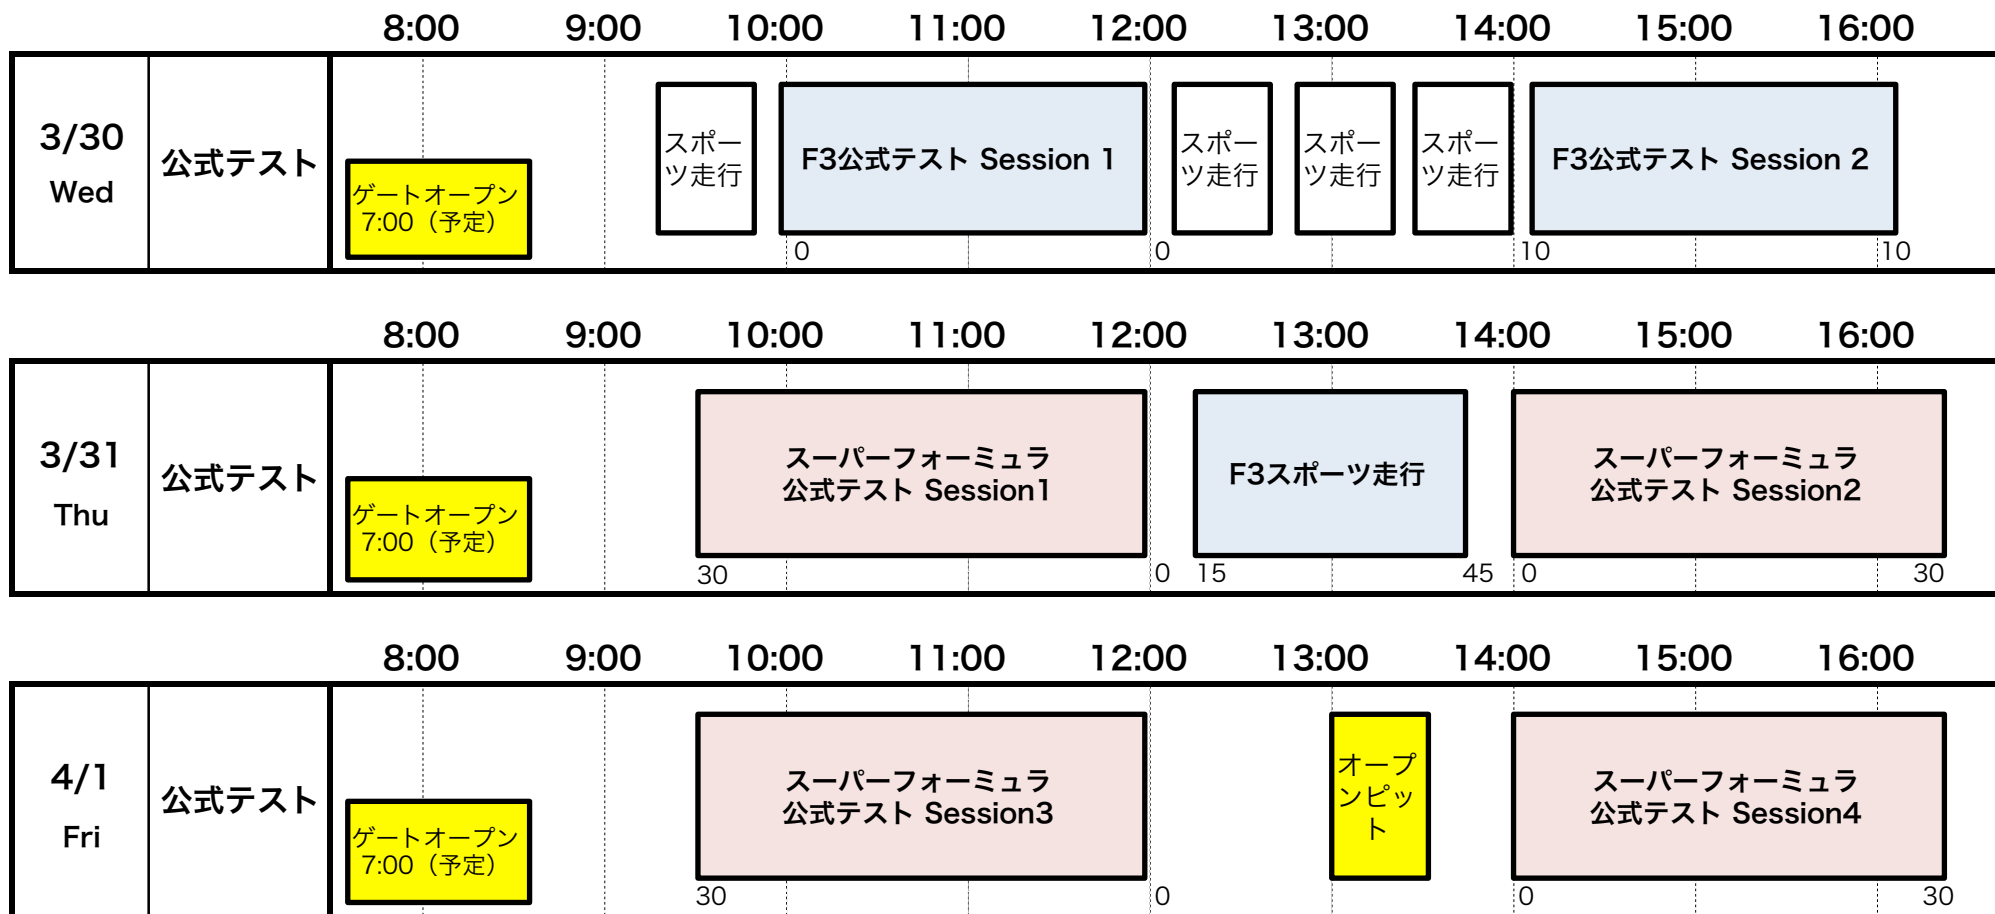 8:00 9:00 10:00 11:00 12:00 13:00 14:00 15:00 16:00
3/30
Wed
公式テスト
ゲートオープン
7:00（予定）
スポー
ツ走行
F3公式テスト Session 1
スポー
ツ走行
スポー
ツ走行
スポー
ツ走行
F3公式テスト Session 2
0 0 10 10
8:00 9:00 10:00 11:00 12:00 13:00 14:00 15:00 16:00
3/31
Thu
公式テスト
ゲートオープン
7:00（予定）
スーパーフォーミュラ
公式テスト Session1
F3スポーツ走行
スーパーフォーミュラ
公式テスト Session2
30 0 15 45 0 30
8:00 9:00 10:00 11:00 12:00 13:00 14:00 15:00 16:00
4/1
Fri
公式テスト
ゲートオープン
7:00（予定）
スーパーフォーミュラ
公式テスト Session3
オープ
ンピッ
ト
スーパーフォーミュラ
公式テスト Session4
30 0 0 30